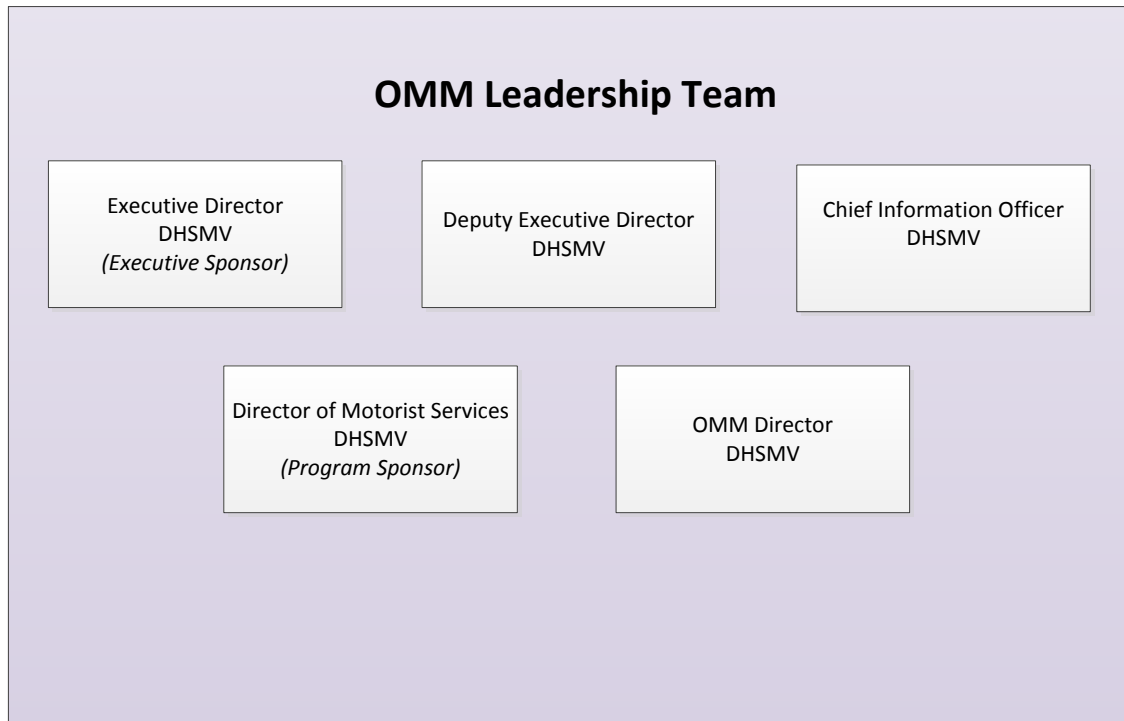 OMM Leadership Team
Executive Director
DHSMV
(Executive Sponsor)
Deputy Executive Director
DHSMV
Chief Information Officer
DHSMV
Director of Motorist Services
DHSMV
(Program Sponsor)
OMM Director
DHSMV